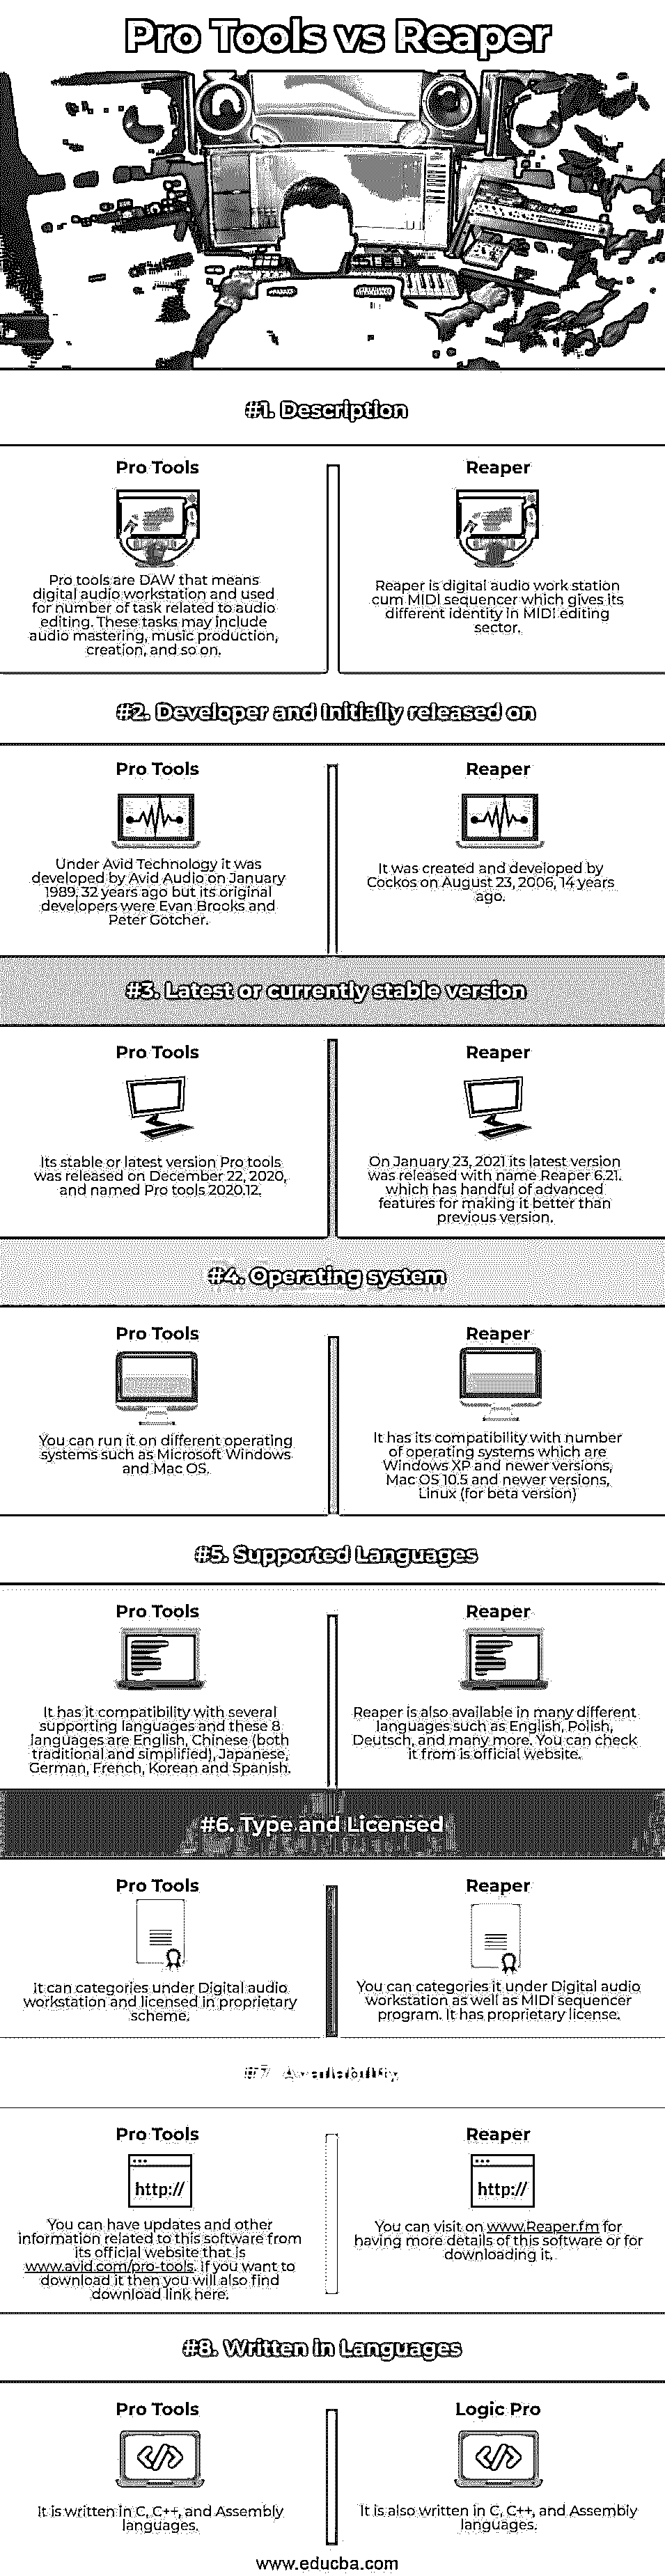 Pro Tools vs Reaper
#1. Description
Pro Tools
Pro tools are DAW that means
digital audio workstation and used
for number of task related to audio
editing. These tasks may include
audio mastering, music production,
creation, and so on.
Reaper
Reaper is digital audio work station
cum MIDI sequencer which gives its
different identity in MIDI editing
sector.
#2. Developer and Initially released on
Pro Tools
Under Avid Technology it was
developed by Avid Audio on January
1989, 32 years ago but its original
developers were Evan Brooks and
Peter Gotcher.
Reaper
It was created and developed by
Cockos on August 23, 2006, 14 years
ago.
#3. Latest or currently stable version
Pro Tools
Its stable or latest version Pro tools
was released on December 22, 2020,
and named Pro tools 2020.12.
Reaper
On January 23, 2021 its latest version
was released with name Reaper 6.21.
which has handful of advanced
features for making it better than
previous version.
#4. Operating system
Pro Tools
You can run it on different operating
systems such as Microsoft Windows
and Mac OS.
Reaper
It has its compatibility with number
of operating systems which are
Windows XP and newer versions,
Mac OS 10.5 and newer versions,
Linux (for beta version)
#5. Supported Languages
Pro Tools
It has it compatibility with several
supporting languages and these 8
languages are English, Chinese (both
traditional and simplified), Japanese,
German, French, Korean and Spanish.
Reaper
Reaper is also available in many different
languages such as English, Polish,
Deutsch, and many more. You can check
it from is official website.
#6. Type and Licensed
Pro Tools
It can categories under Digital audio
workstation and licensed in proprietary
scheme.
Reaper
You can categories it under Digital audio
workstation as well as MIDI sequencer
program. It has proprietary license.
#7. Availability
Pro Tools
http://
You can have updates and other
information related to this software from
its official website that is
www.avid.com/pro-tools. If you want to
download it then you will also find
download link here.
Reaper
http://
You can visit on www.Reaper.fm for
having more details of this software or for
downloading it.
#8. Written in Languages
Pro Tools
It is written in C, C++, and Assembly
languages.
Logic Pro
It is also written in C, C++, and Assembly
languages.
www.educba.com